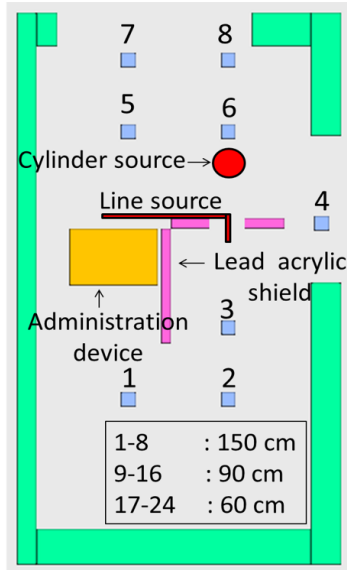 7 8
5 6
Cylinder source
Line source
4
Lead acrylic
shield
Administration
device
3
1 2
1-8 : 150 cm
9-16 : 90 cm
17-24 : 60 cm